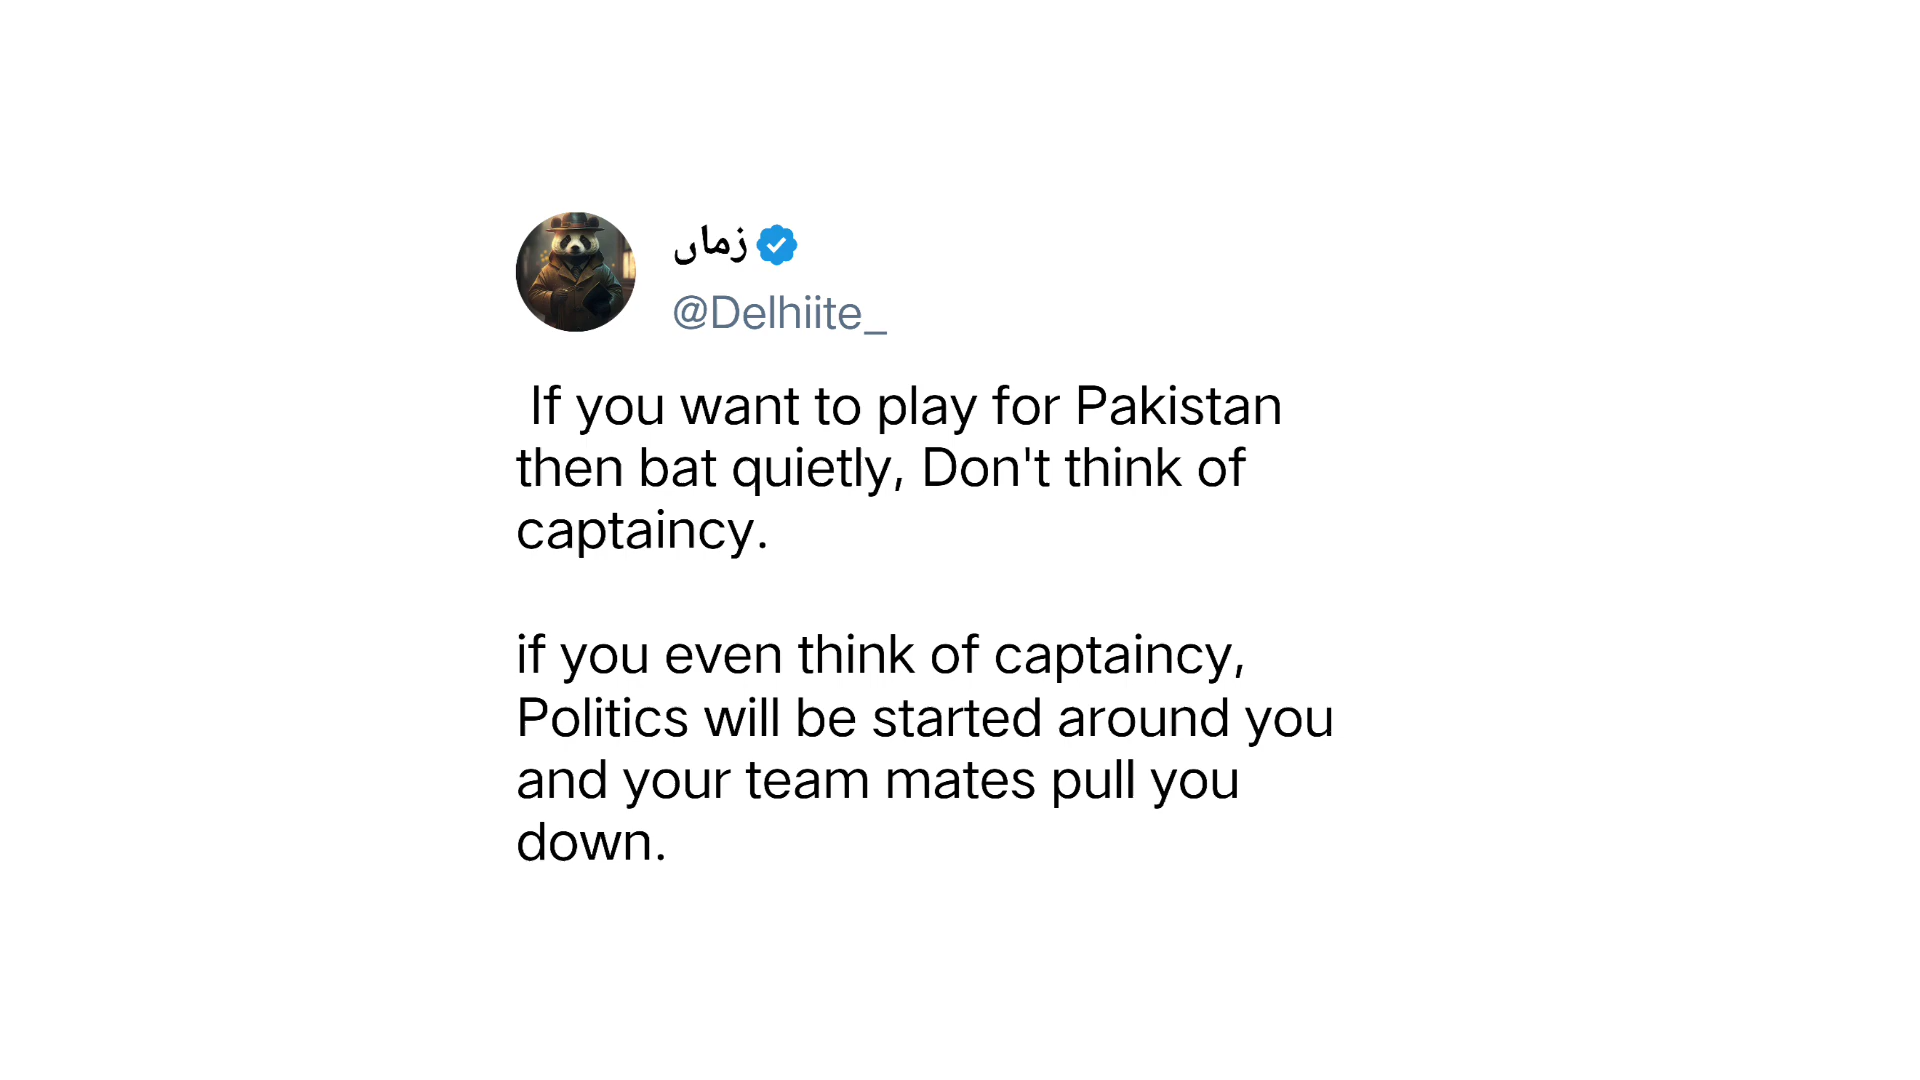 زماں
@Delhiite_
If you want to play for Pakistan
then bat quietly, Don't think of
captaincy.
if you even think of captaincy,
Politics will be started around you
and your team mates pull you
down.